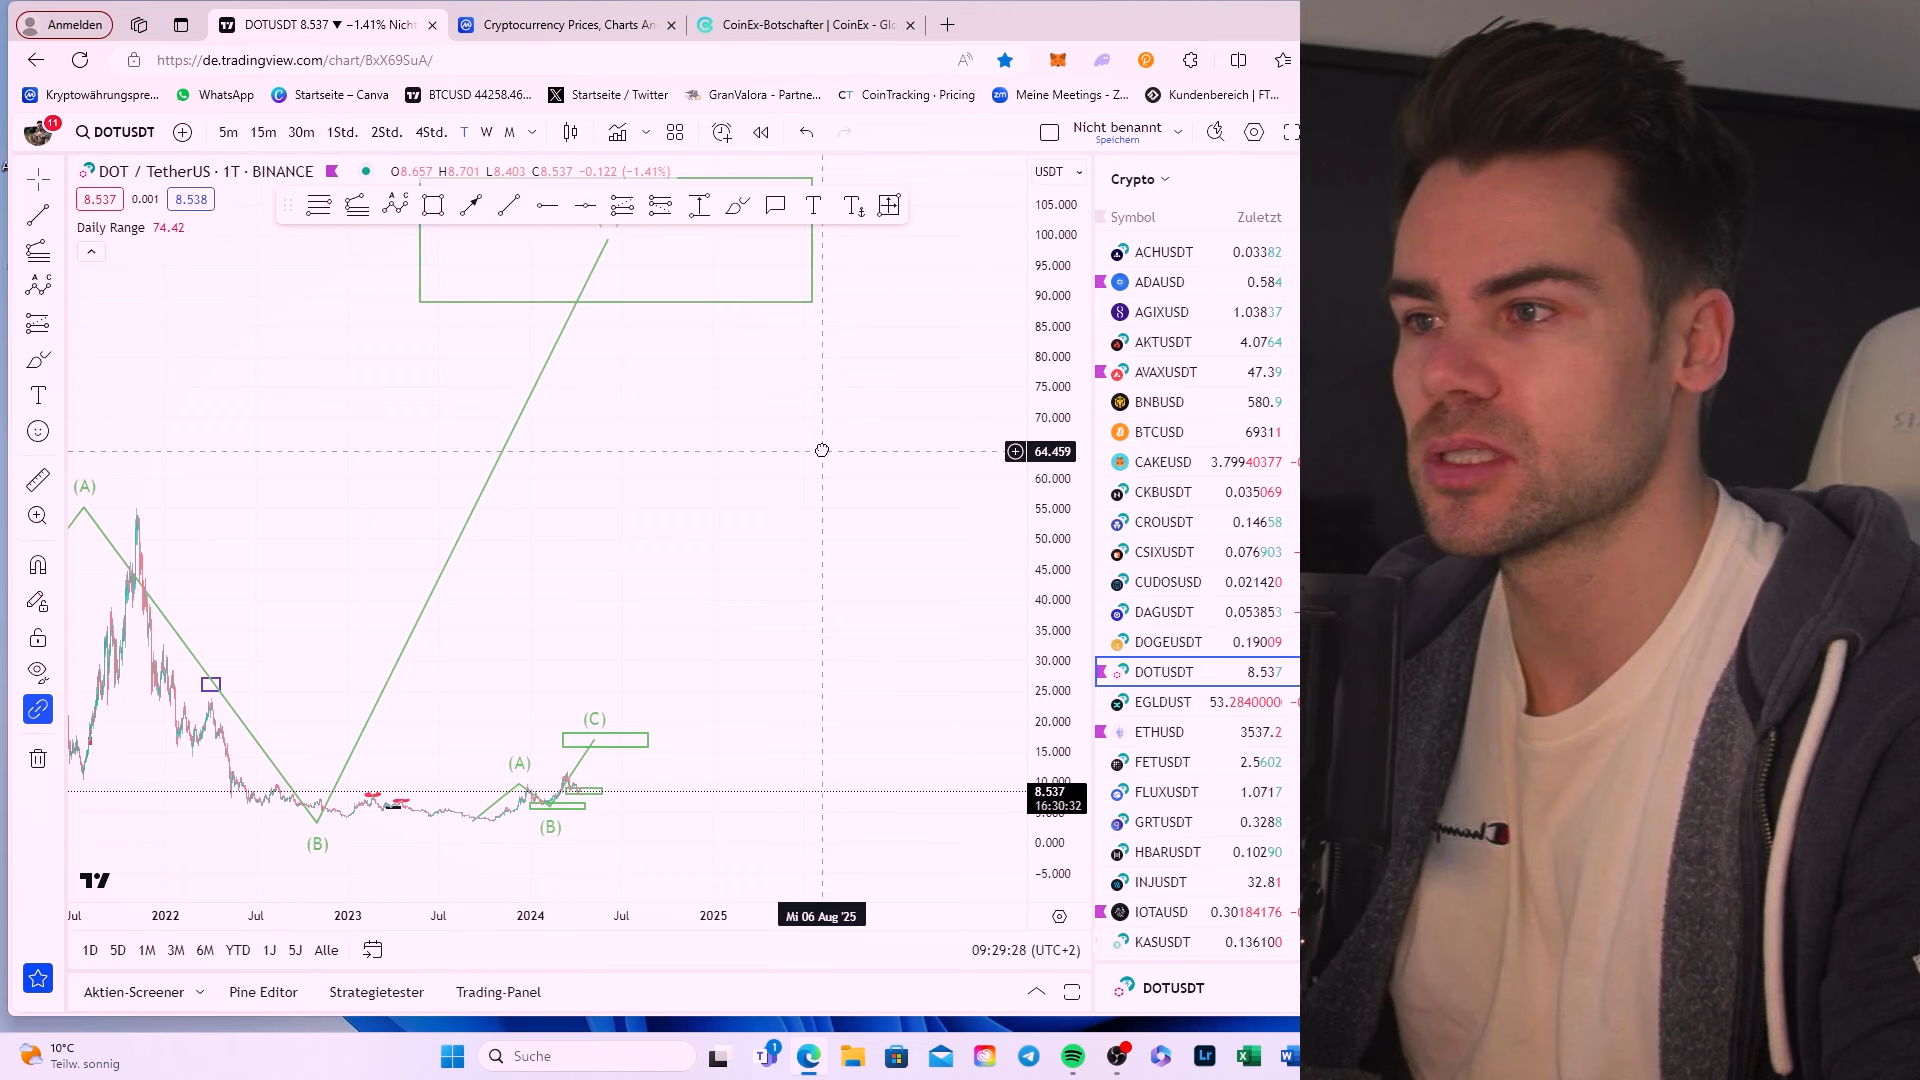 Anmelden
DOTUSDT 8.537 ▼ −1.41% Nicht
Cryptocurrency Prices, Charts An
CoinEx-Botschafter | CoinEx - Glo
https://de.tradingview.com/chart/BxX69SuA/
Kryptowährungspre...
WhatsApp
Startseite – Canva
BTCUSD 44258.46...
Startseite / Twitter
GranValora - Partne...
CT CoinTracking · Pricing
zm Meine Meetings - Z...
Kundenbereich | FT...
11
DOTUSDT
5m 15m 30m 1Std. 2Std. 4Std. T W M
Nicht benannt
Speichern
DOT / TetherUS · 1T · BINANCE
O8.657 H8.701 L8.403 C8.537 −0.122 (−1.41%)
USDT
8.537 0.001 8.538
Daily Range 74.42
105.000
100.000
95.000
90.000
85.000
80.000
75.000
70.000
64.459
60.000
55.000
50.000
45.000
40.000
35.000
30.000
25.000
20.000
15.000
10.000
8.537
16:30:32
0.000
−5.000
(A)
(B)
(A)
(B)
(C)
Jul 2022 Jul 2023 Jul 2024 Jul 2025 Mi 06 Aug '25
1D 5D 1M 3M 6M YTD 1J 5J Alle
09:29:28 (UTC+2)
Aktien-Screener
Pine Editor
Strategietester
Trading-Panel
Crypto
Symbol Zuletzt
ACHUSDT 0.03382
ADAUSD 0.584
AGIXUSD 1.03837
AKTUSDT 4.0764
AVAXUSDT 47.39
BNBUSD 580.9
BTCUSD 69311
CAKEUSD 3.79940377
CKBUSDT 0.035069
CROUSDT 0.14658
CSIXUSDT 0.076903
CUDOSUSD 0.021420
DAGUSDT 0.053853
DOGEUSDT 0.19009
DOTUSDT 8.537
EGLDUST 53.2840000
ETHUSD 3537.2
FETUSDT 2.5602
FLUXUSDT 1.0717
GRTUSDT 0.3288
HBARUSDT 0.10290
INJUSDT 32.81
IOTAUSD 0.30184176
KASUSDT 0.136100
DOTUSDT
10°C
Teilw. sonnig
Suche
1
Lr